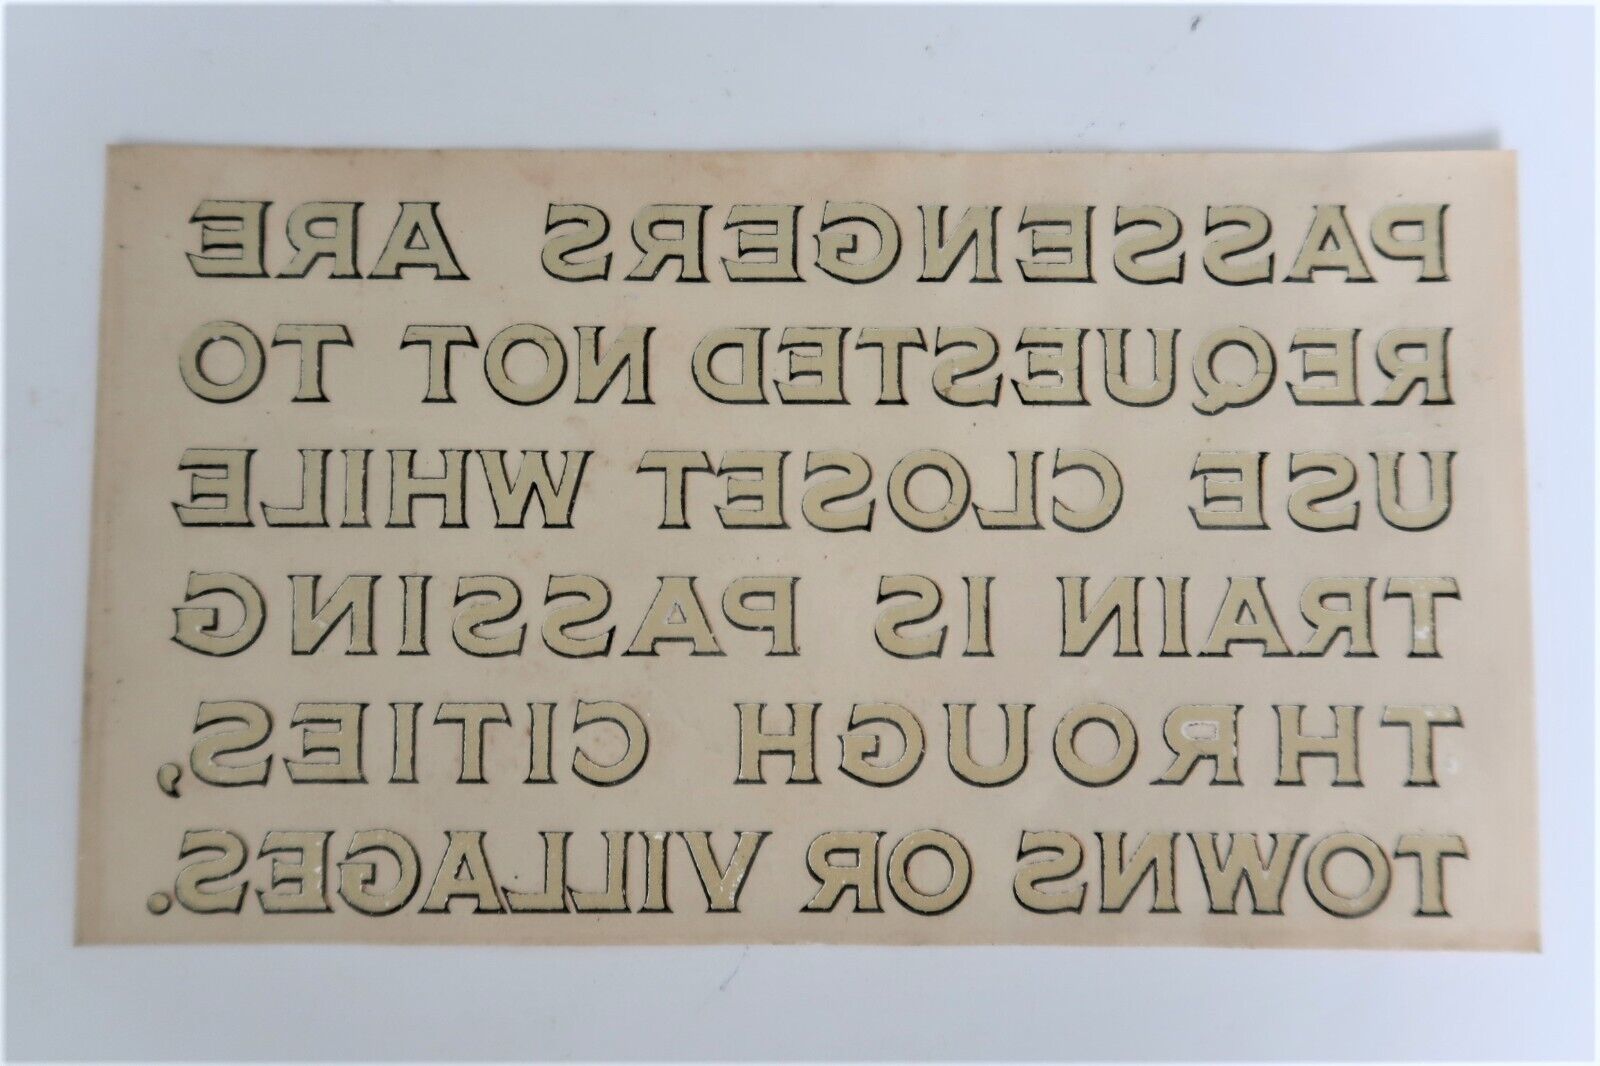 PASSENGERS ARE
REQUESTED NOT TO
USE CLOSET WHILE
TRAIN IS PASSING
THROUGH CITIES,
TOWNS OR VILLAGES.